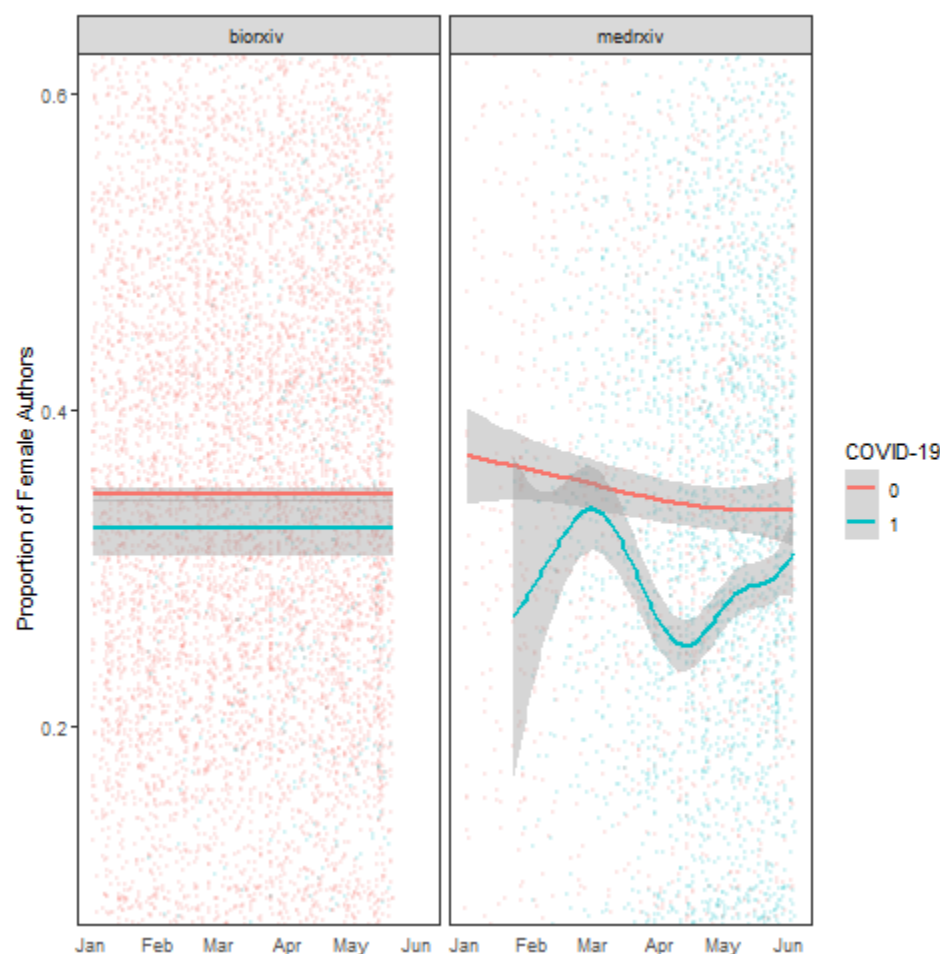 biorxiv
medrxiv
Proportion of Female Authors
0.6
0.4
0.2
Jan Feb Mar Apr May Jun
Jan Feb Mar Apr May Jun
COVID-19
0
1